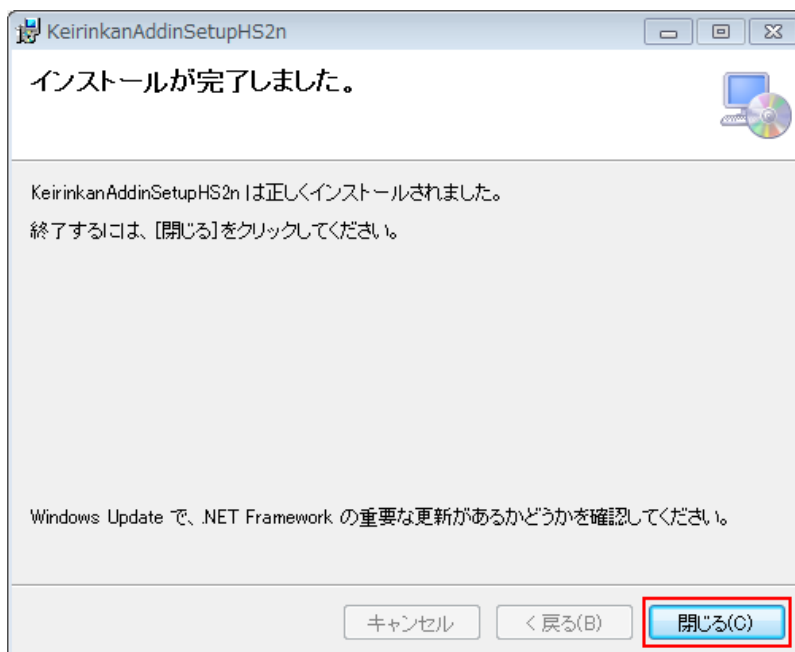 KeirinkanAddinSetupHS2n
インストールが完了しました。
KeirinkanAddinSetupHS2n は正しくインストールされました。
終了するには、[閉じる]をクリックしてください。
Windows Update で、.NET Framework の重要な更新があるかどうかを確認してください。
キャンセル
< 戻る(B)
閉じる(C)